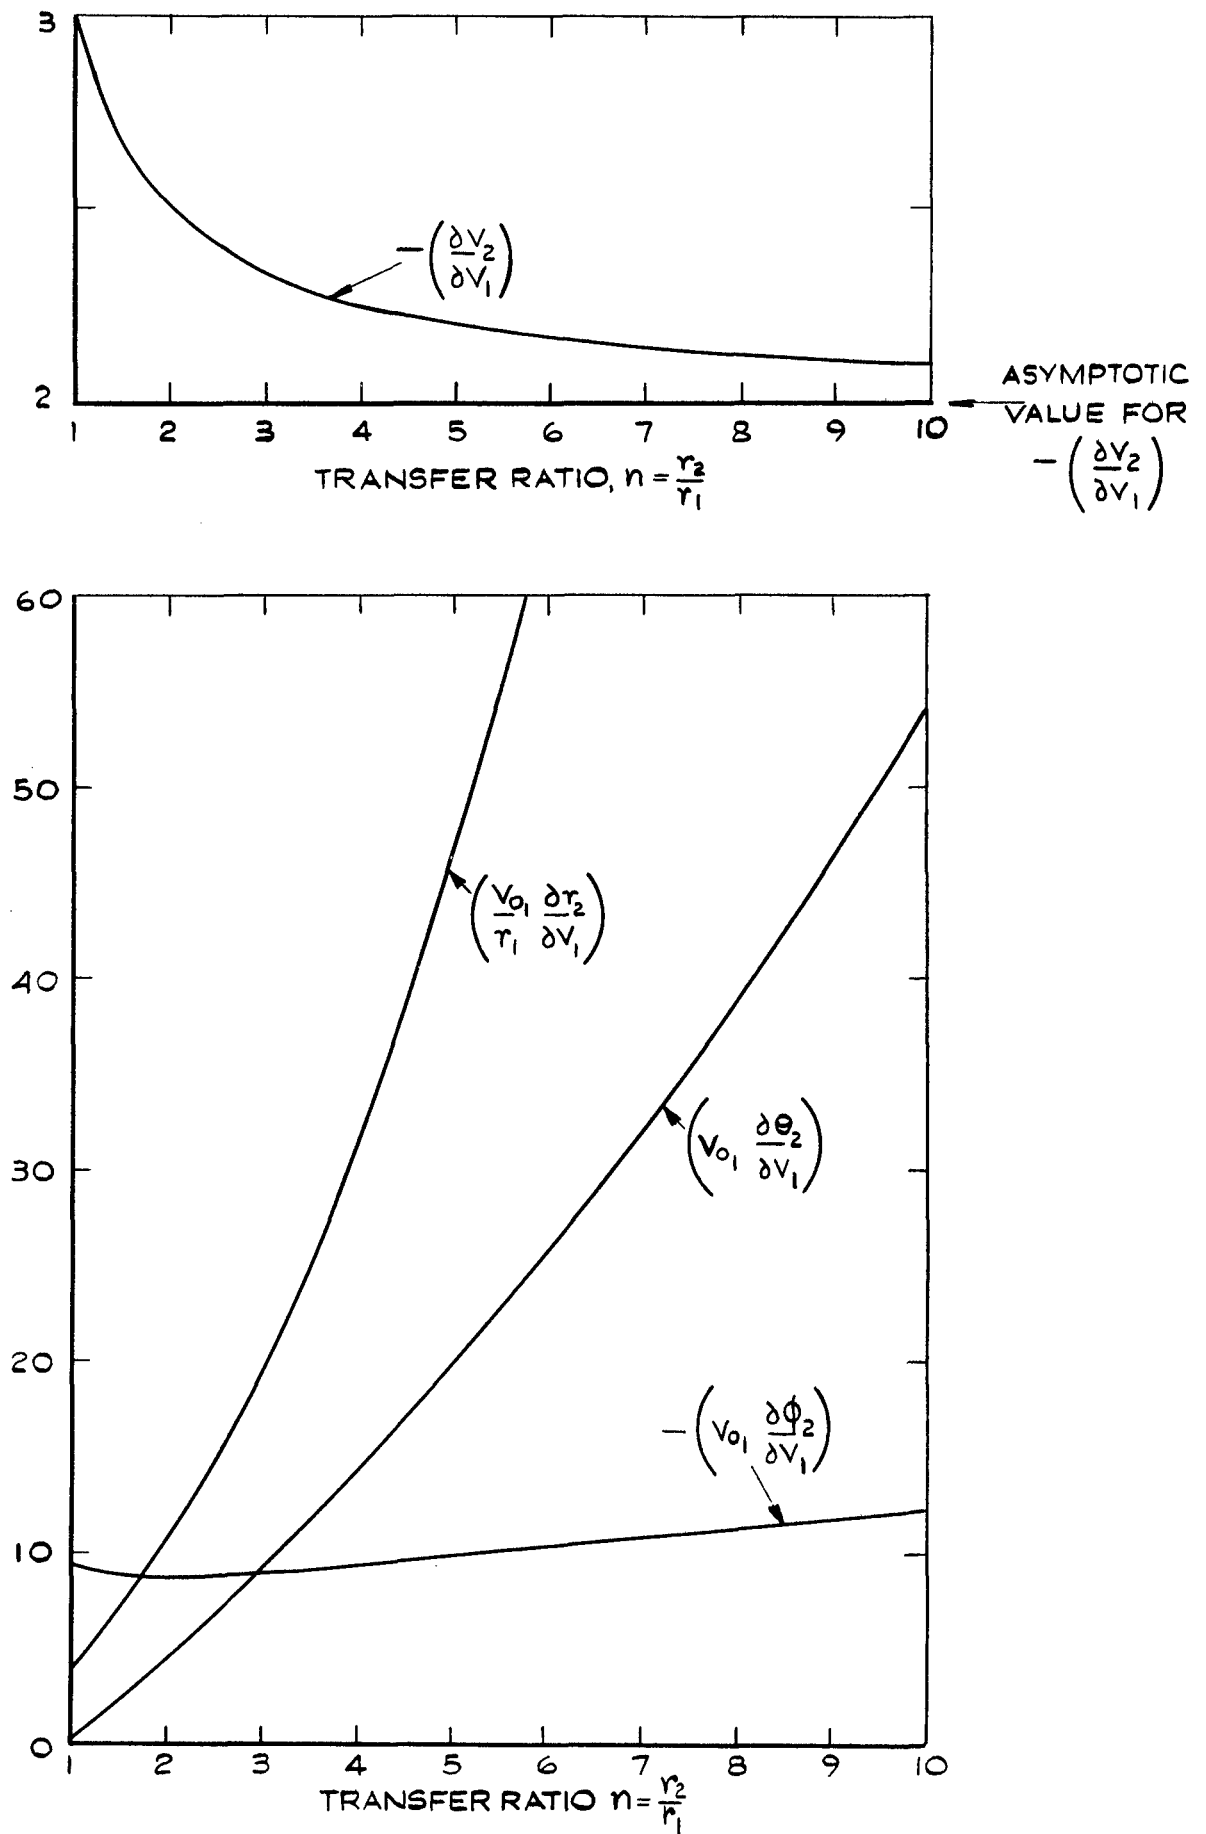 3
2
1 2 3 4 5 6 7 8 9 10
−(∂V₂/∂V₁)
TRANSFER RATIO, n = r₂/r₁
ASYMPTOTIC
VALUE FOR
−(∂V₂/∂V₁)
60
50
40
30
20
10
0
(V₀₁/r₁ ∂r₂/∂V₁)
(V₀₁ ∂θ₂/∂V₁)
−(V₀₁ ∂ϕ₂/∂V₁)
1 2 3 4 5 6 7 8 9 10
TRANSFER RATIO n = r₂/r₁